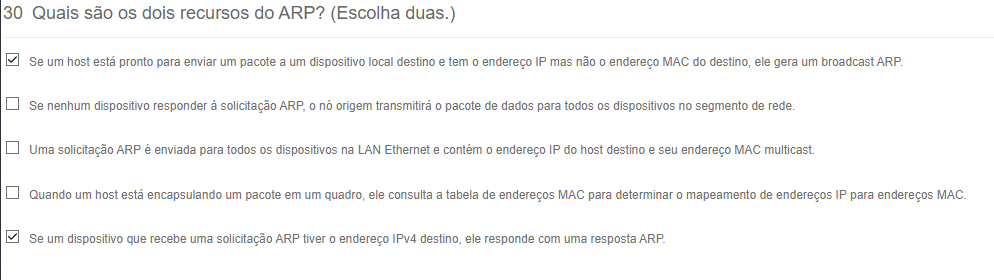 30 Quais são os dois recursos do ARP? (Escolha duas.)
Se um host está pronto para enviar um pacote a um dispositivo local destino e tem o endereço IP mas não o endereço MAC do destino, ele gera um broadcast ARP.
Se nenhum dispositivo responder à solicitação ARP, o nó origem transmitirá o pacote de dados para todos os dispositivos no segmento de rede.
Uma solicitação ARP é enviada para todos os dispositivos na LAN Ethernet e contém o endereço IP do host destino e seu endereço MAC multicast.
Quando um host está encapsulando um pacote em um quadro, ele consulta a tabela de endereços MAC para determinar o mapeamento de endereços IP para endereços MAC.
Se um dispositivo que recebe uma solicitação ARP tiver o endereço IPv4 destino, ele responde com uma resposta ARP.